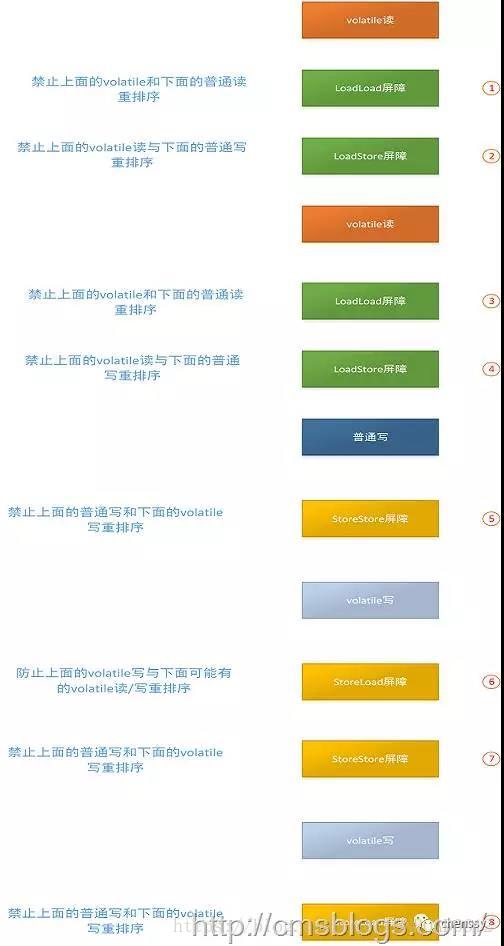 volatile读
禁止上面的volatile和下面的普通读
重排序
LoadLoad屏障
1
禁止上面的volatile读与下面的普通写
重排序
LoadStore屏障
2
volatile读
禁止上面的volatile和下面的普通读
重排序
LoadLoad屏障
3
禁止上面的volatile读与下面的普通
写重排序
LoadStore屏障
4
普通写
禁止上面的普通写和下面的volatile
写重排序
StoreStore屏障
5
volatile写
防止上面的volatile写与下面可能有
的volatile读/写重排序
StoreLoad屏障
6
禁止上面的普通写和下面的volatile
写重排序
StoreStore屏障
7
volatile写
禁止上面的普通写和下面的volatile
写重排序
屏障
chenssy
8
http://cmsblogs.com/